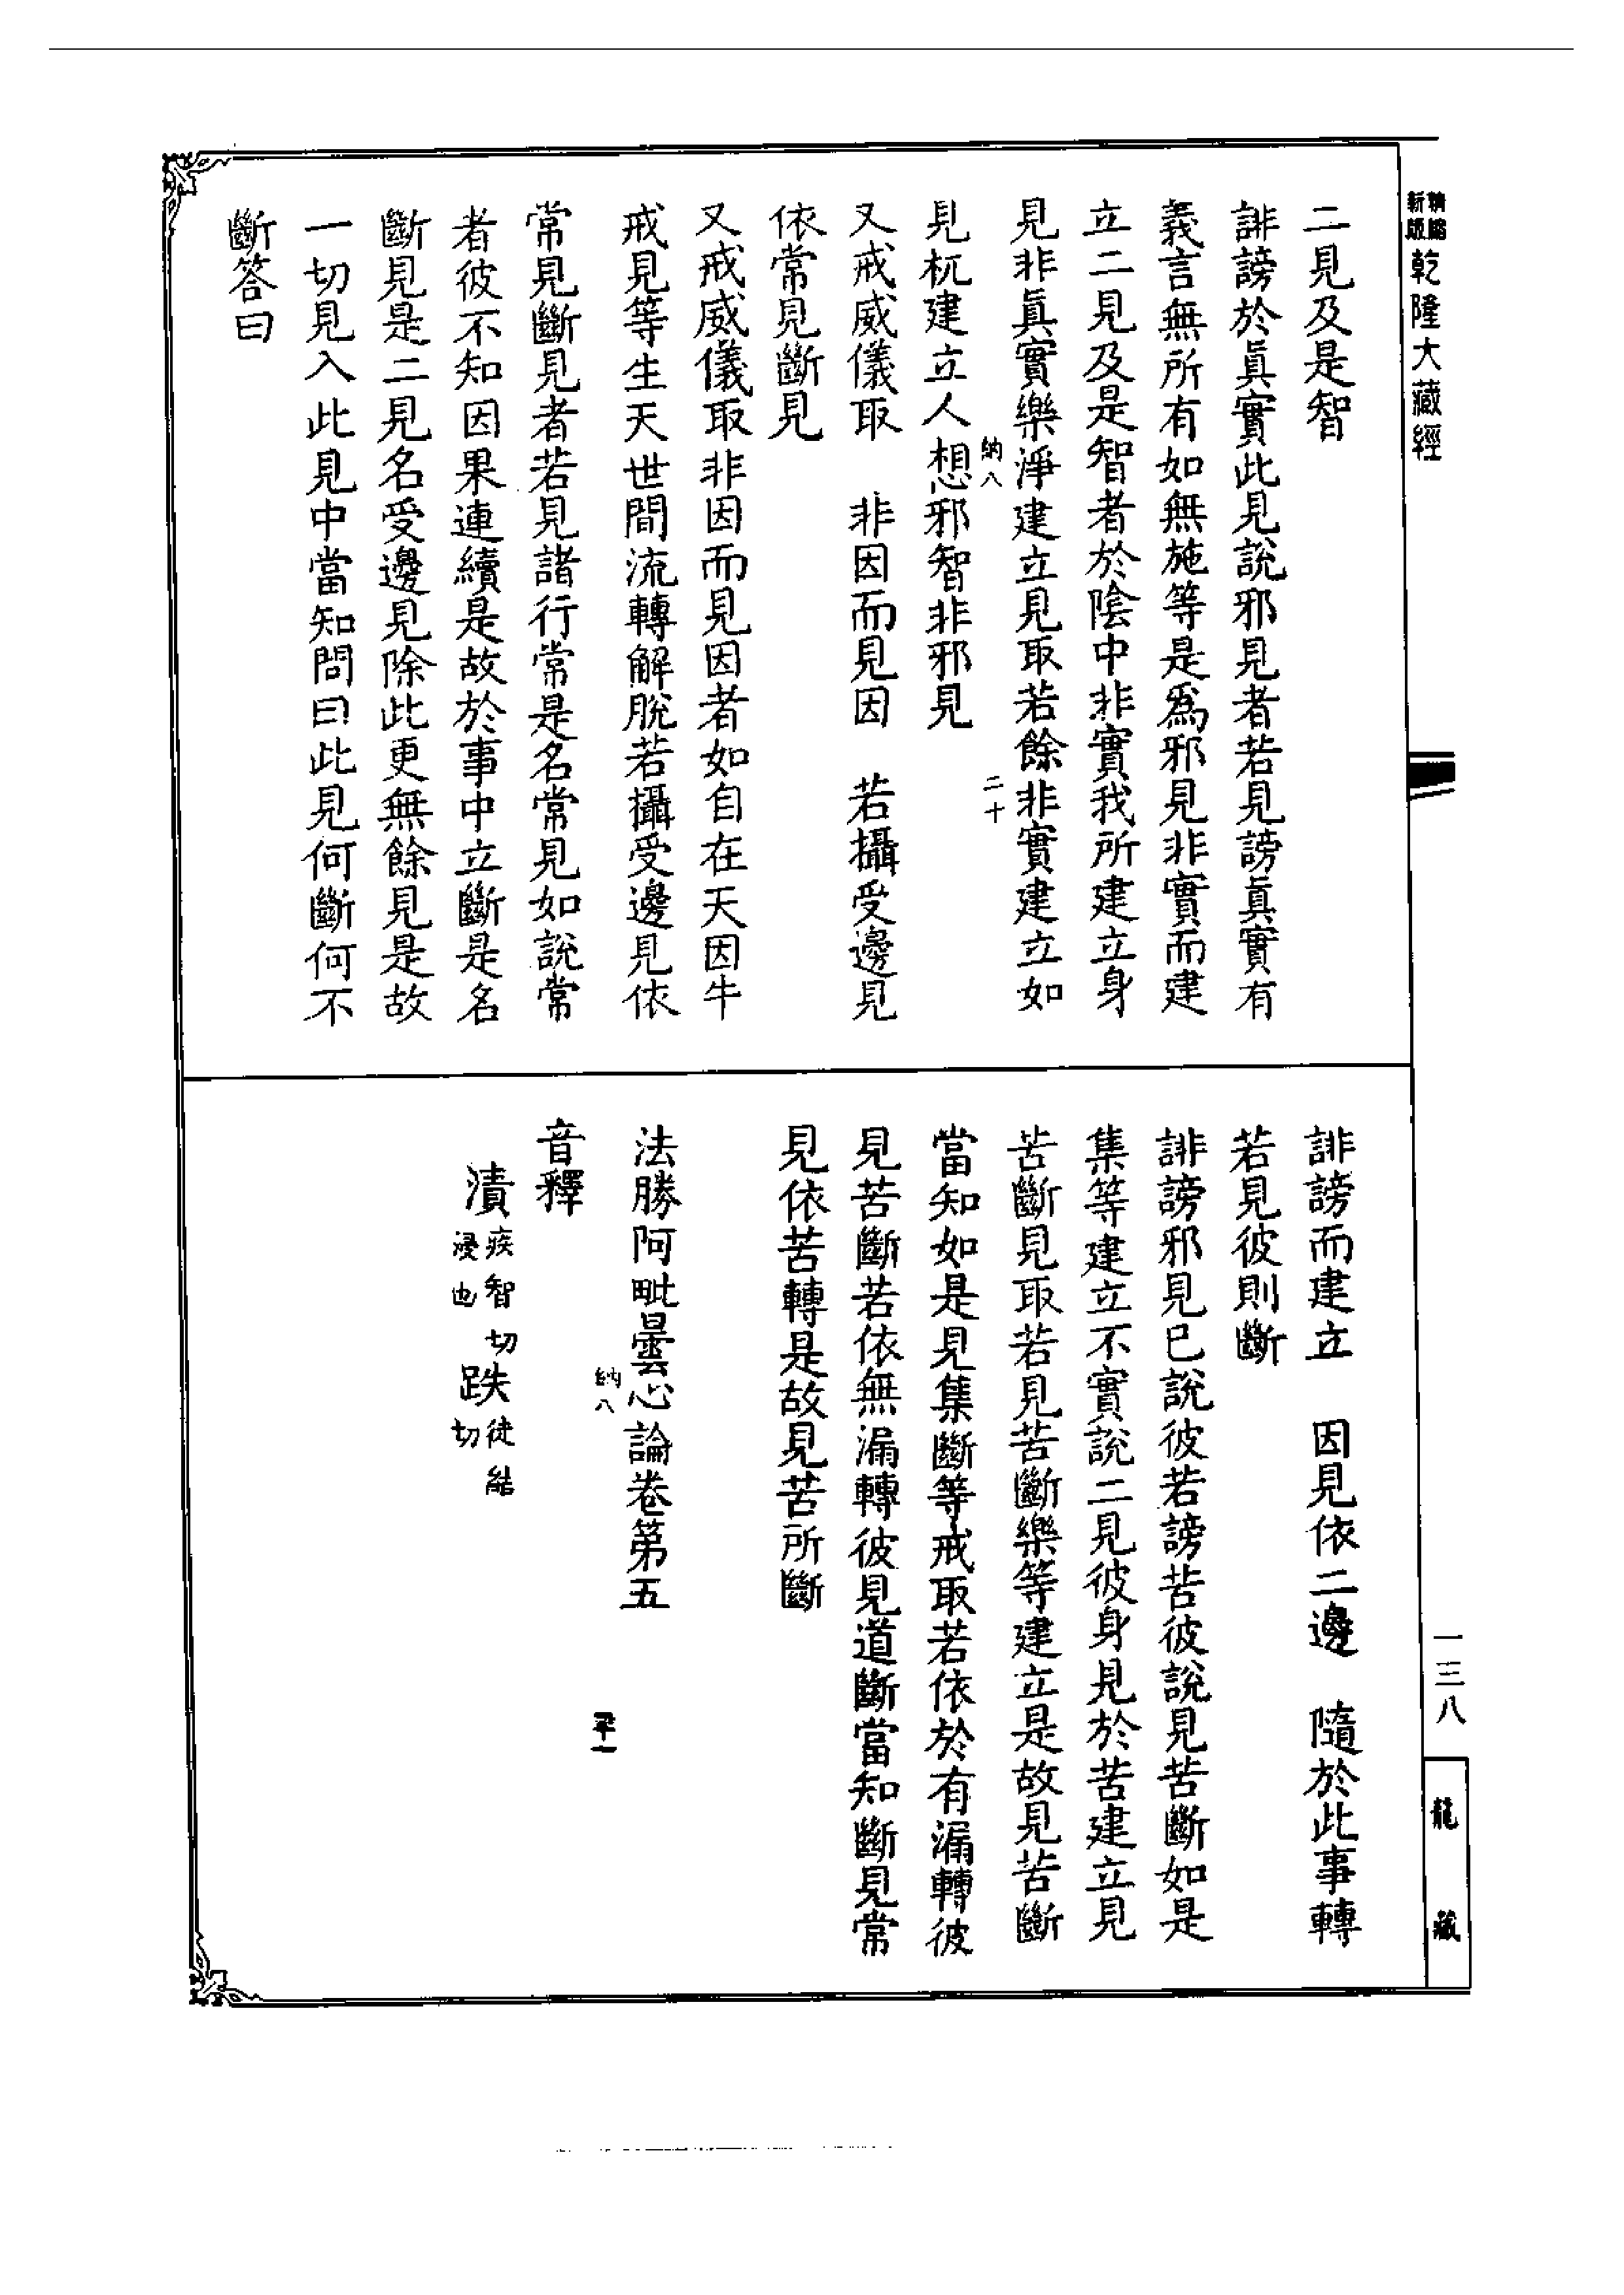 新版
精縮
乾隆大藏經
二見及是智
誹謗於眞實此見說邪見者若見謗眞實有
義言無所有如無施等是爲邪見非實而建
立二見及是智者於陰中非實我所建立身
見非眞實樂淨建立見取若餘非實建立如
納八
二十
見杌建立人想邪智非邪見
又戒威儀取　非因而見因　若攝受邊見
依常見斷見
又戒威儀取非因而見因者如自在天因牛
戒見等生天世間流轉解脫若攝受邊見依
常見斷見者若見諸行常是名常見如說常
者彼不知因果連續是故於事中立斷是名
斷見是二見名受邊見除此更無餘見是故
一切見入此見中當知問曰此見何斷何不
斷答曰
誹謗而建立　因見依二邊　隨於此事轉
若見彼則斷
誹謗邪見已說彼若謗苦彼說見苦斷如是
集等建立不實說二見彼身見於苦建立見
苦斷見取若見苦斷樂等建立是故見苦斷
當知如是見集斷等戒取若依於有漏轉彼
見苦斷若依無漏轉彼見道斷當知斷見常
見依苦轉是故見苦所斷
法勝阿毗曇心論卷第五
納八
音釋
漬疾智切浸也跌徒結切
一三八
龍藏